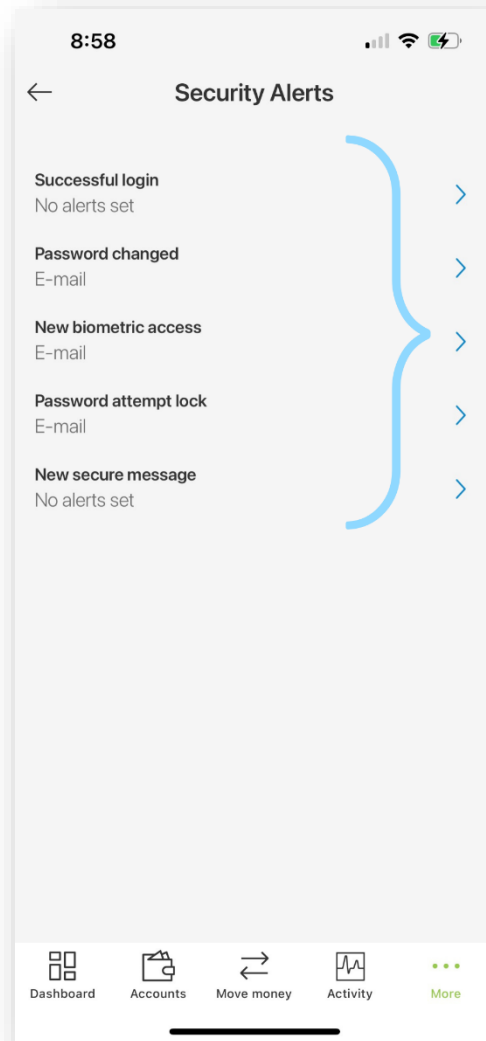 8:58
Security Alerts
Successful login
No alerts set
Password changed
E-mail
New biometric access
E-mail
Password attempt lock
E-mail
New secure message
No alerts set
Dashboard Accounts Move money Activity More